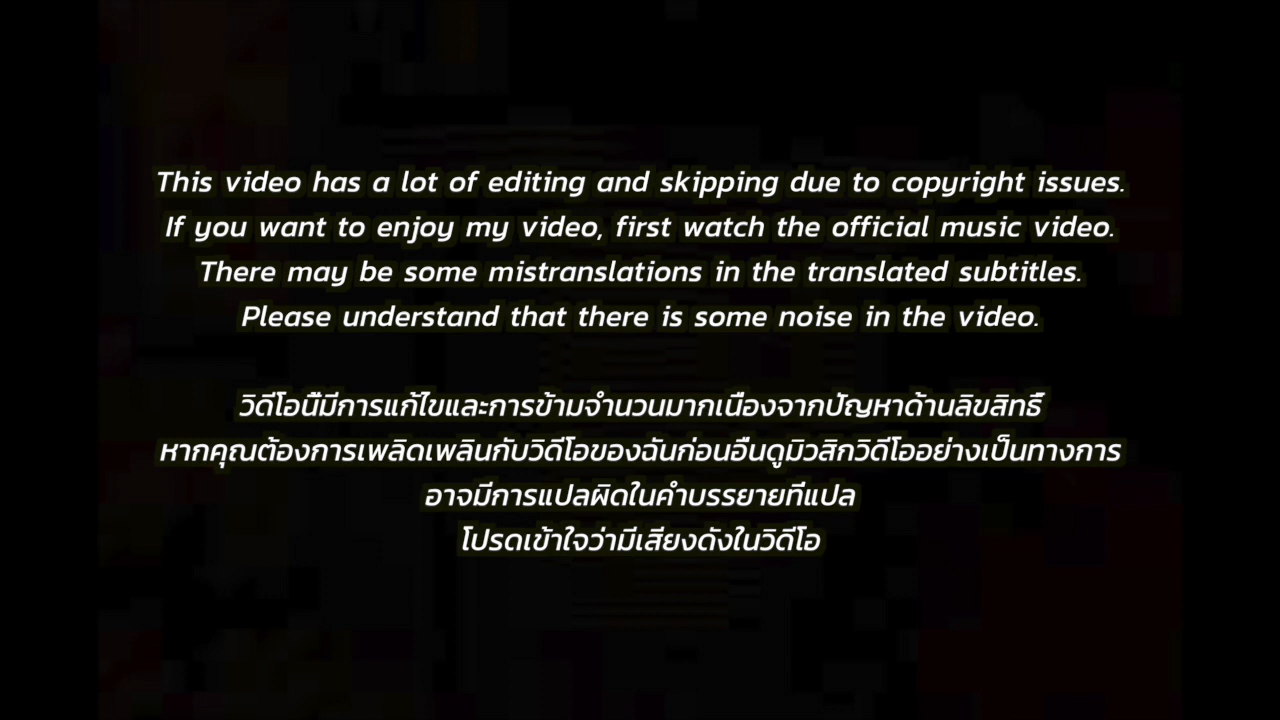 This video has a lot of editing and skipping due to copyright issues.
If you want to enjoy my video, first watch the official music video.
There may be some mistranslations in the translated subtitles.
Please understand that there is some noise in the video.
วิดีโอนี้มีการแก้ไขและการข้ามจำนวนมากเนื่องจากปัญหาด้านลิขสิทธิ์
หากคุณต้องการเพลิดเพลินกับวิดีโอของฉันก่อนอื่นดูมิวสิกวิดีโออย่างเป็นทางการ
อาจมีการแปลผิดในคำบรรยายที่แปล
โปรดเข้าใจว่ามีเสียงดังในวิดีโอ